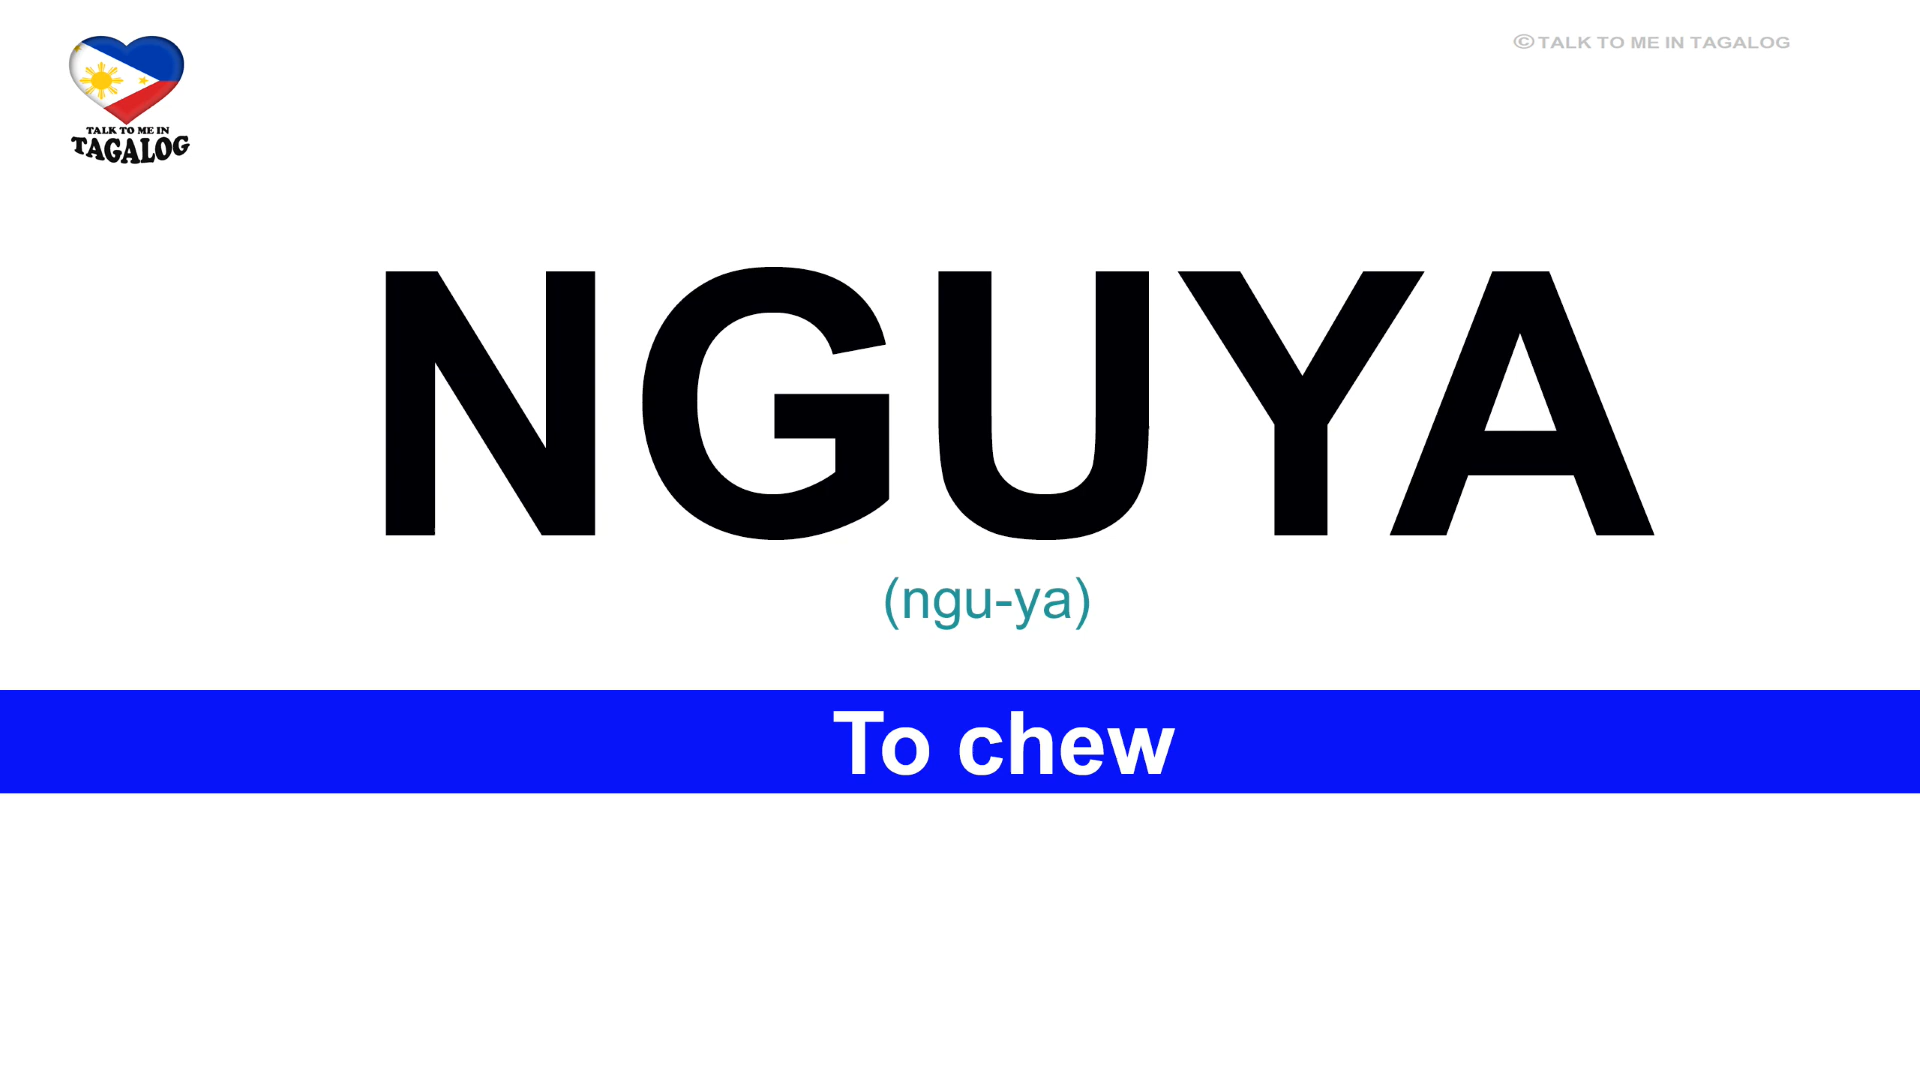 TALK TO ME IN
TAGALOG
©TALK TO ME IN TAGALOG
NGUYA
(ngu-ya)
To chew